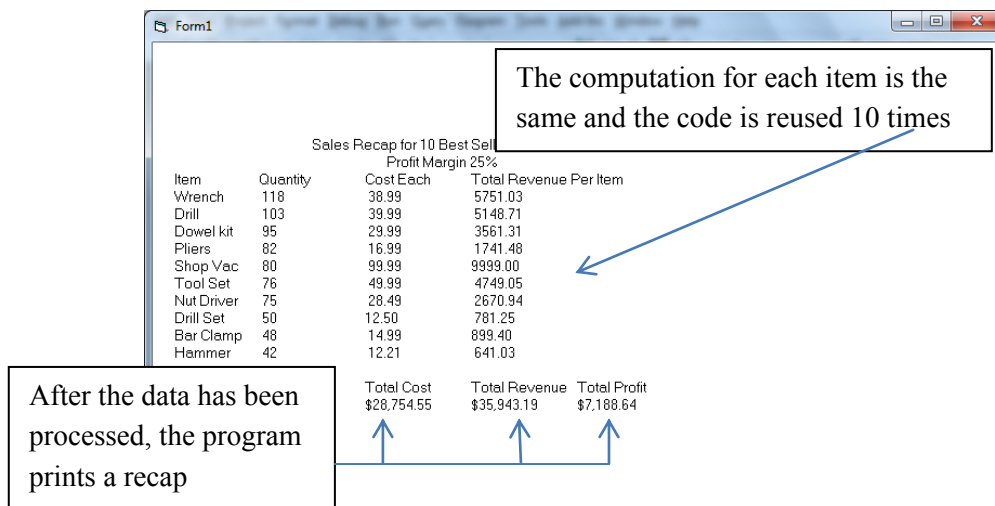 Form1
The computation for each item is the
same and the code is reused 10 times
Sales Recap for 10 Best Sell
Profit Margin 25%
Item Quantity Cost Each Total Revenue Per Item
Wrench 118 38.99 5751.03
Drill 103 39.99 5148.71
Dowel kit 95 29.99 3561.31
Pliers 82 16.99 1741.48
Shop Vac 80 99.99 9999.00
Tool Set 76 49.99 4749.05
Nut Driver 75 28.49 2670.94
Drill Set 50 12.50 781.25
Bar Clamp 48 14.99 899.40
Hammer 42 12.21 641.03
Total Cost Total Revenue Total Profit
$28,754.55 $35,943.19 $7,188.64
After the data has been
processed, the program
prints a recap